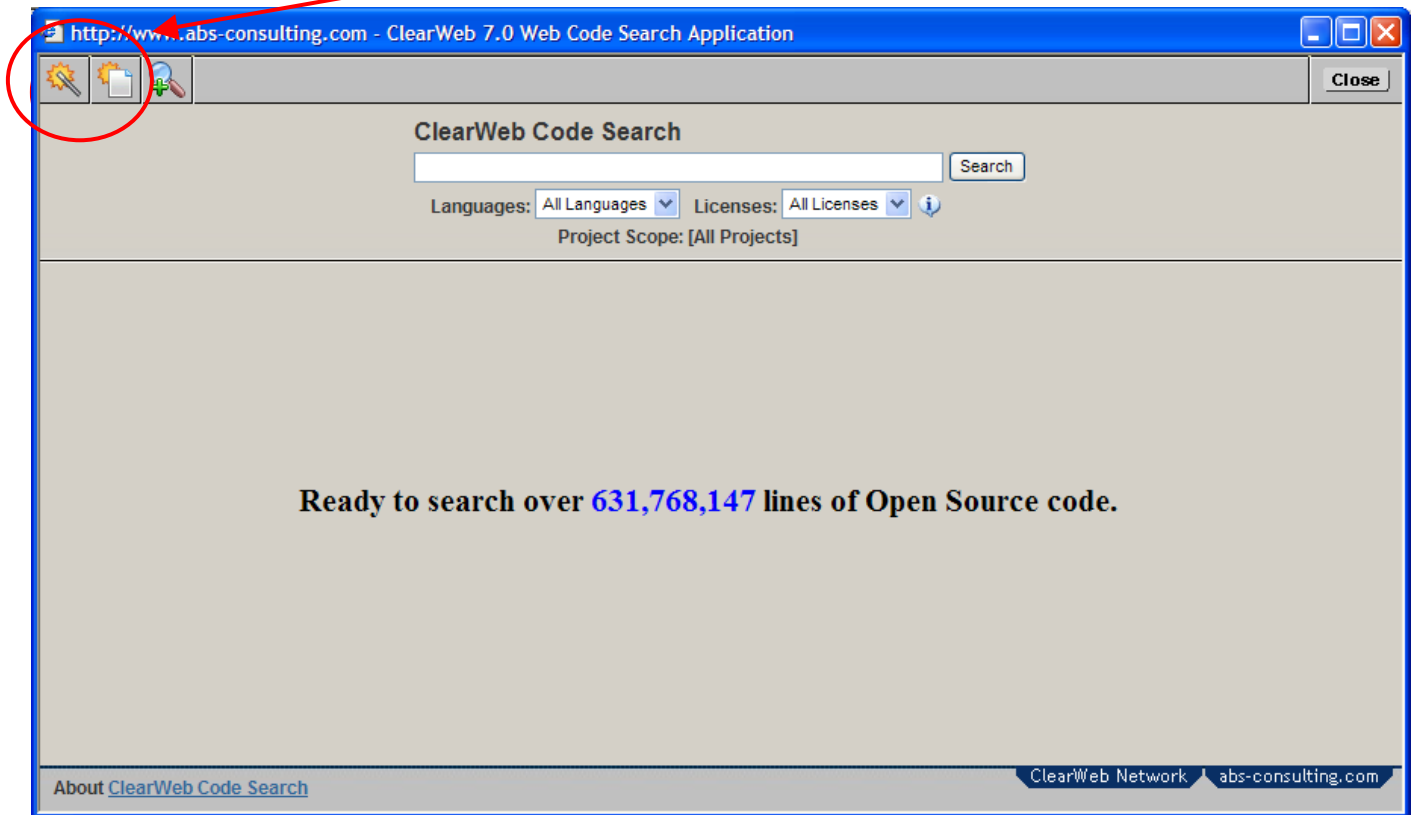 http://www.abs-consulting.com - ClearWeb 7.0 Web Code Search Application
Close
ClearWeb Code Search
Search
Languages: All Languages Licenses: All Licenses
Project Scope: [All Projects]
Ready to search over 631,768,147 lines of Open Source code.
About ClearWeb Code Search
ClearWeb Network abs-consulting.com